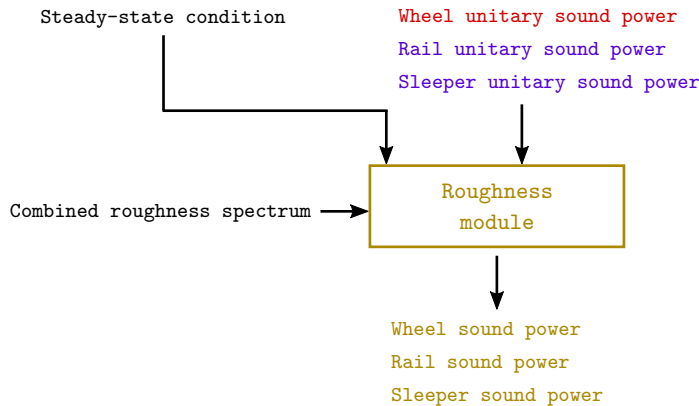 Steady-state condition
Wheel unitary sound power
Rail unitary sound power
Sleeper unitary sound power
Combined roughness spectrum
Roughness
module
Wheel sound power
Rail sound power
Sleeper sound power